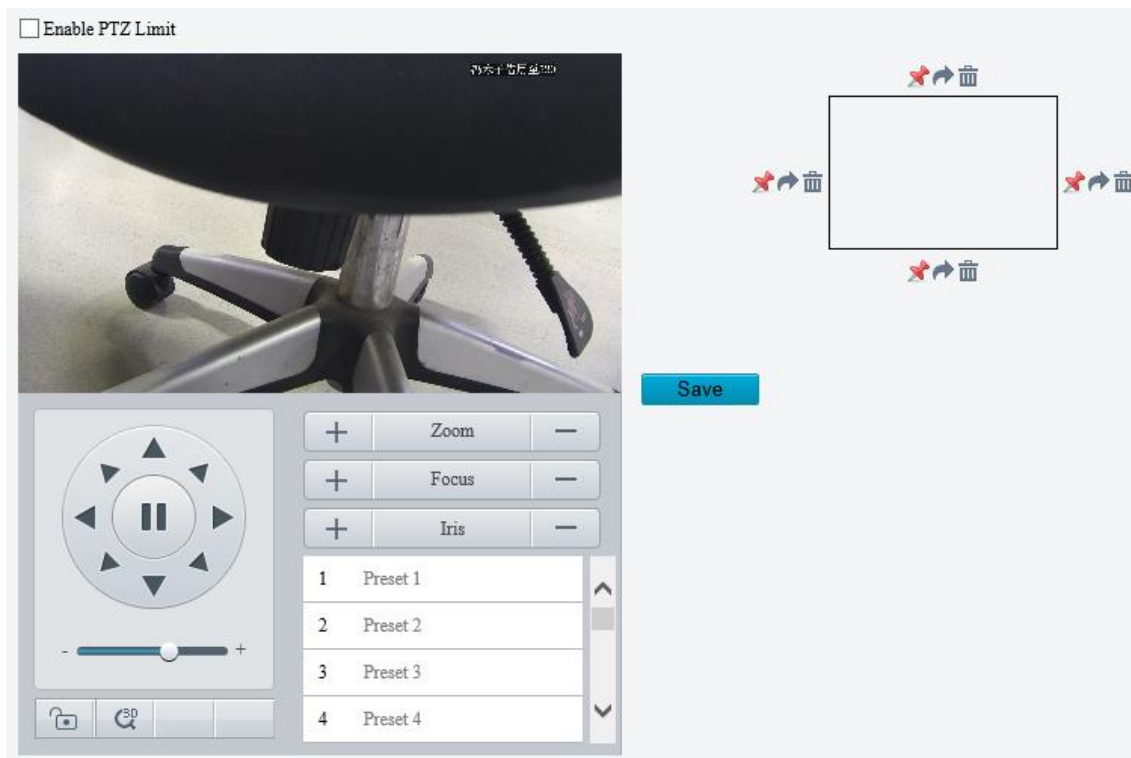 Enable PTZ Limit
Save
+ Zoom —
+ Focus —
+ Iris —
1 Preset 1
2 Preset 2
3 Preset 3
4 Preset 4
- +
3D